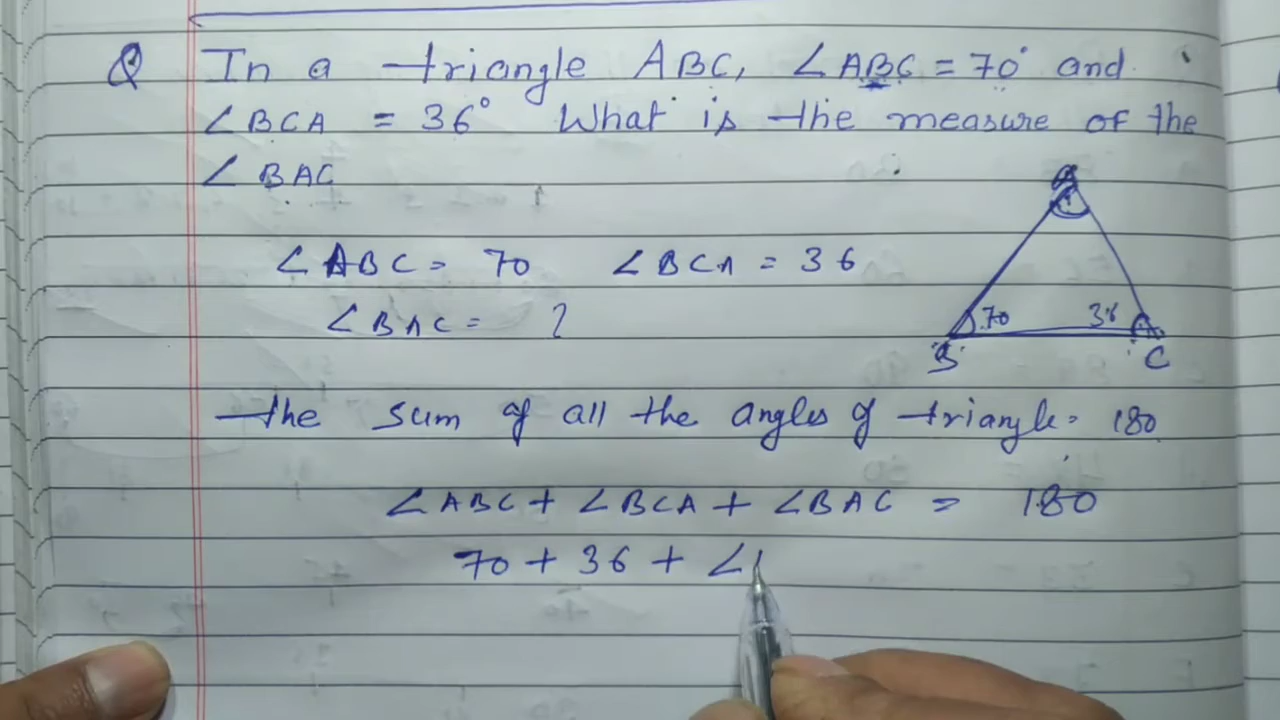 Q In a triangle ABC, ∠ABC = 70° and
∠BCA = 36° What is the measure of the
∠BAC
A
∠ABC = 70 ∠BCA = 36
∠BAC = ?
70 36
B C
The sum of all the angles of triangle = 180
∠ABC + ∠BCA + ∠BAC = 180
70 + 36 + ∠